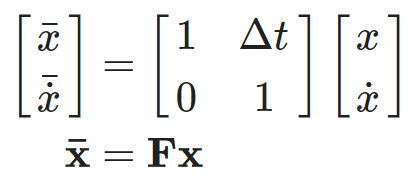 [x̄ ; x̄̇] = [1 Δt ; 0 1] [x ; ẋ]
𝐱̄ = 𝐅𝐱